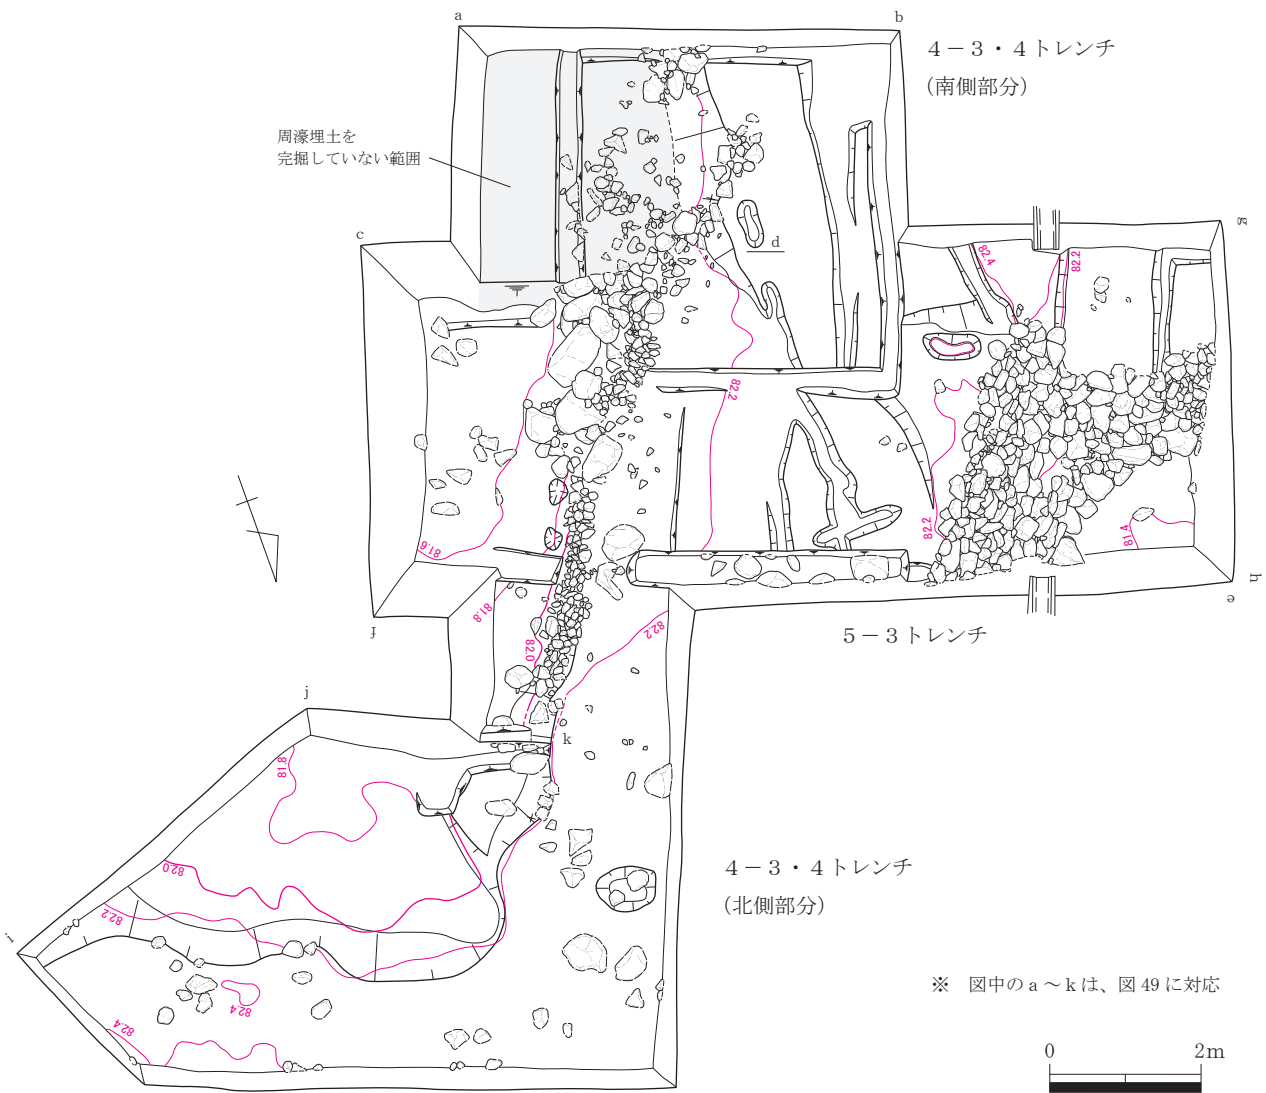 a
b
４－３・４トレンチ
（南側部分）
周濠埋土を
完掘していない範囲
c
d
g
82.4
82.2
82.2
82.2
81.4
81.6
h
e
f
81.8
82.0
82.2
５－３トレンチ
j
k
81.8
82.0
82.2
４－３・４トレンチ
（北側部分）
i
82.4
82.4
※　図中の a ～ k は、図 49 に対応
0
2m